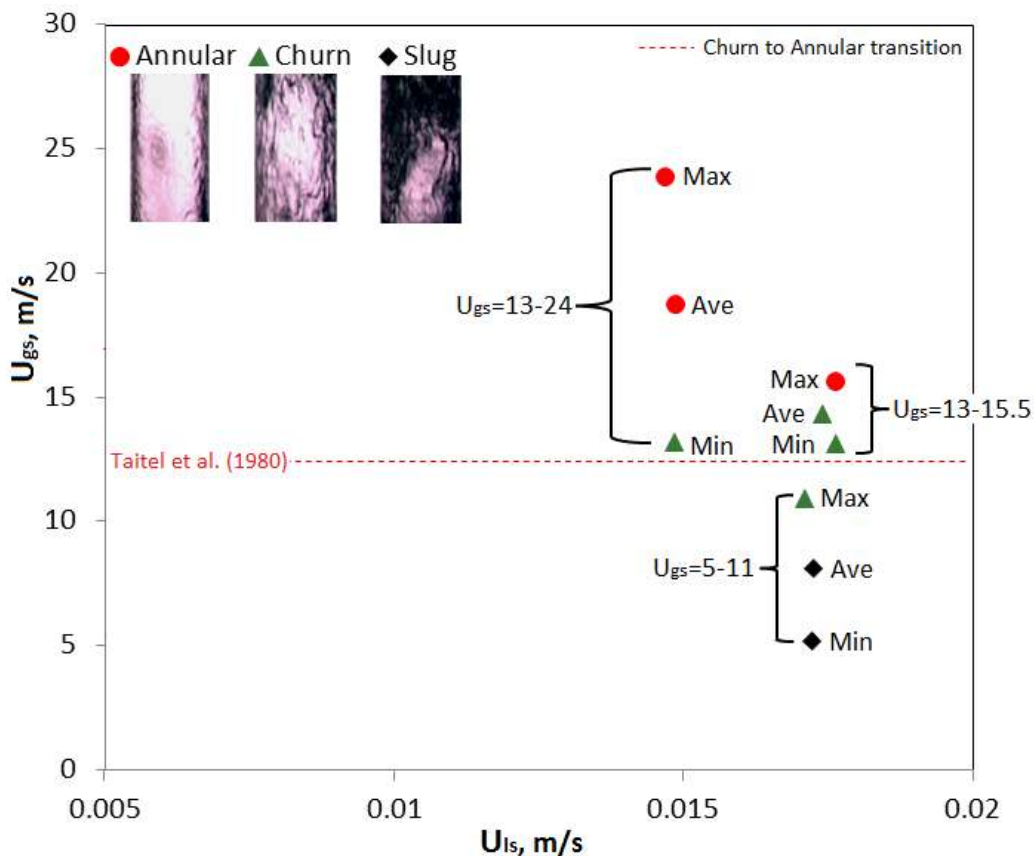 30
Annular Churn Slug
Churn to Annular transition
25
Max
20
Ugs=13-24
Ave
Ugs, m/s
15
Max
Ave
Ugs=13-15.5
Min
Min
Taitel et al. (1980)
10
Max
Ugs=5-11
Ave
5
Min
0
0.005 0.01 0.015 0.02
Uls, m/s